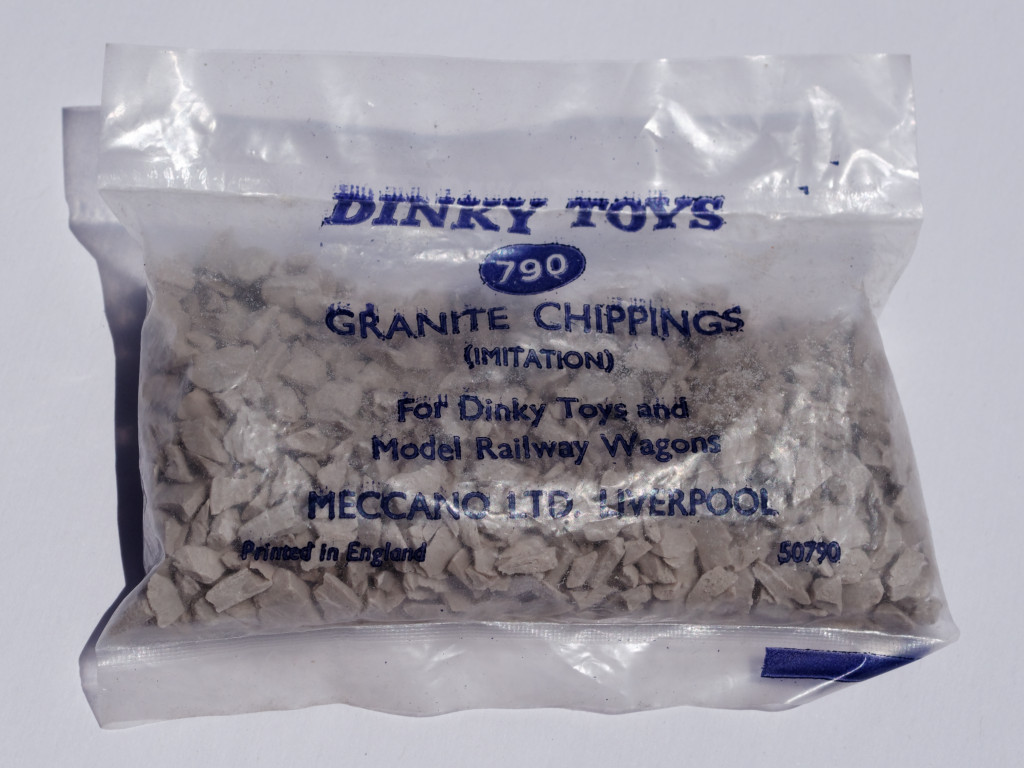 DINKY TOYS
790
GRANITE CHIPPINGS
(IMITATION)
For Dinky Toys and
Model Railway Wagons
MECCANO LTD. LIVERPOOL
Printed in England 50790